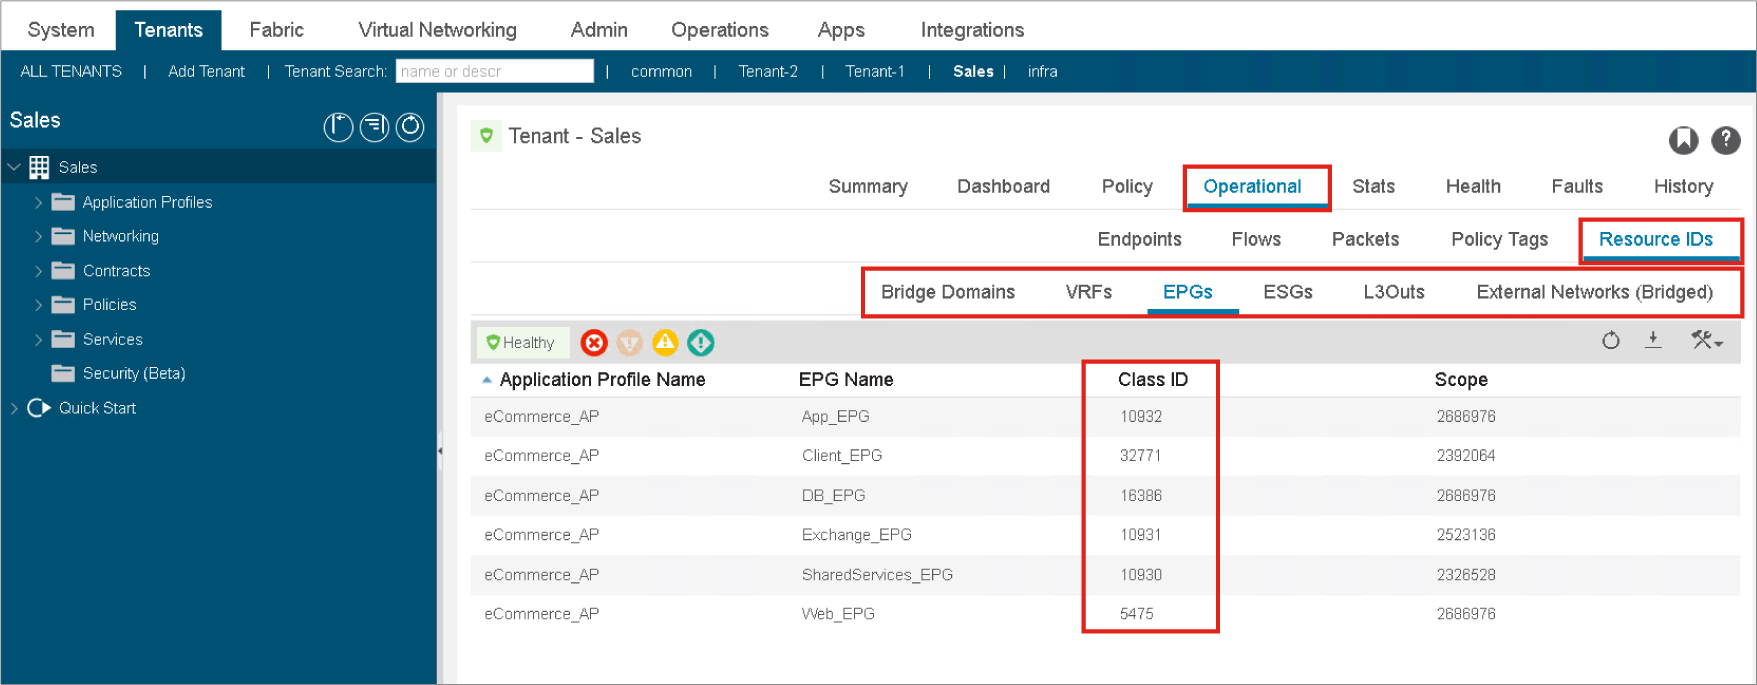 System Tenants Fabric Virtual Networking Admin Operations Apps Integrations
ALL TENANTS | Add Tenant | Tenant Search: name or descr | common | Tenant-2 | Tenant-1 | Sales | infra
Sales
Sales
Application Profiles
Networking
Contracts
Policies
Services
Security (Beta)
Quick Start
Tenant - Sales
Summary Dashboard Policy Operational Stats Health Faults History
Endpoints Flows Packets Policy Tags Resource IDs
Bridge Domains VRFs EPGs ESGs L3Outs External Networks (Bridged)
Healthy
Application Profile Name EPG Name Class ID Scope
eCommerce_AP App_EPG 10932 2686976
eCommerce_AP Client_EPG 32771 2392064
eCommerce_AP DB_EPG 16386 2686976
eCommerce_AP Exchange_EPG 10931 2523136
eCommerce_AP SharedServices_EPG 10930 2326528
eCommerce_AP Web_EPG 5475 2686976